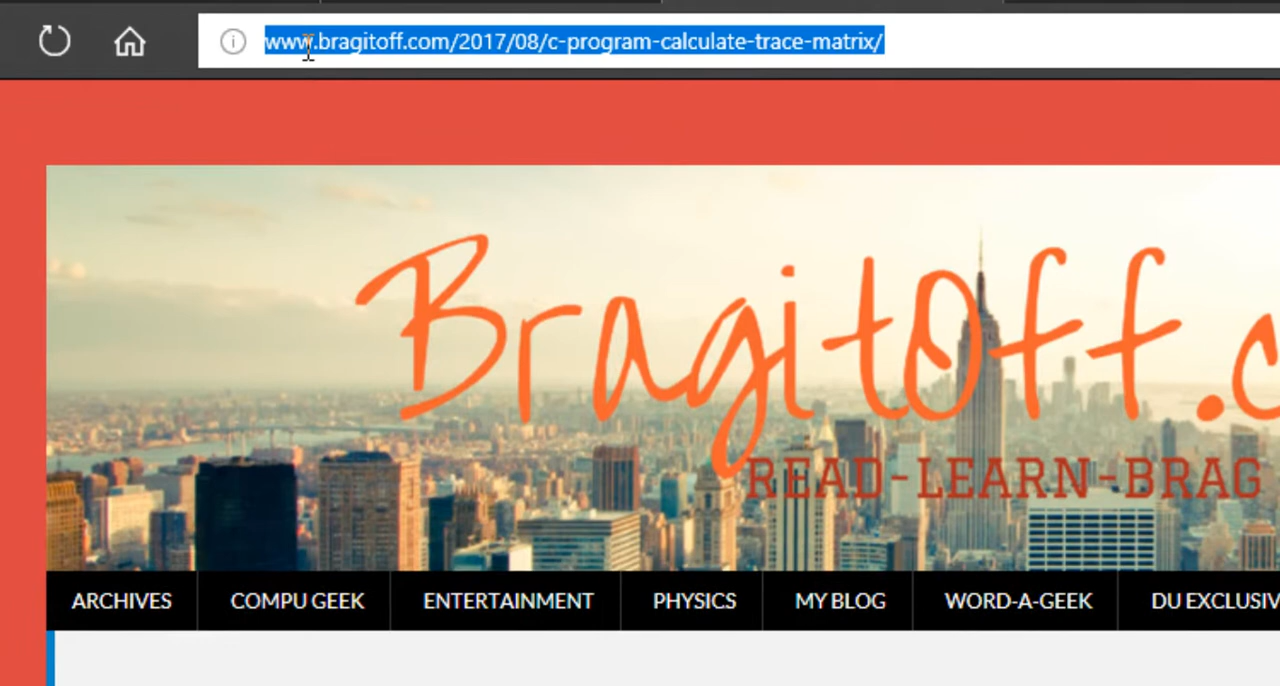 www.bragitoff.com/2017/08/c-program-calculate-trace-matrix/
BragitOff.c
READ-LEARN-BRAG
ARCHIVES COMPU GEEK ENTERTAINMENT PHYSICS MY BLOG WORD-A-GEEK DU EXCLUSIV